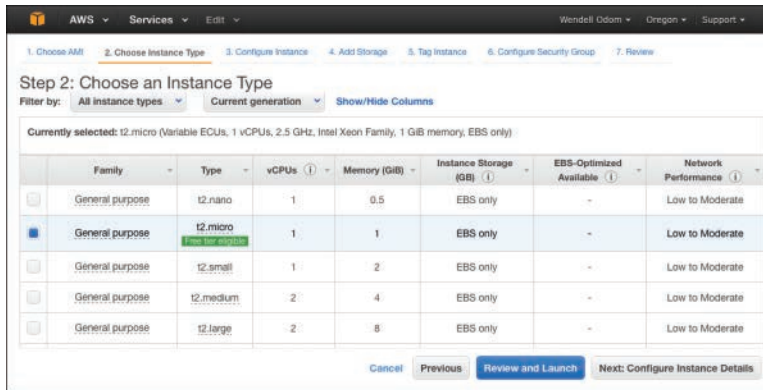 AWS Services Edit Wendell Odom Oregon Support
1. Choose AMI 2. Choose Instance Type 3. Configure Instance 4. Add Storage 5. Tag Instance 6. Configure Security Group 7. Review
Step 2: Choose an Instance Type
Filter by: All instance types Current generation Show/Hide Columns
Currently selected: t2.micro (Variable ECUs, 1 vCPUs, 2.5 GHz, Intel Xeon Family, 1 GiB memory, EBS only)
Family Type vCPUs Memory (GiB) Instance Storage (GB) EBS-Optimized Available Network Performance
General purpose t2.nano 1 0.5 EBS only - Low to Moderate
General purpose t2.micro Free tier eligible 1 1 EBS only - Low to Moderate
General purpose t2.small 1 2 EBS only - Low to Moderate
General purpose t2.medium 2 4 EBS only - Low to Moderate
General purpose t2.large 2 8 EBS only - Low to Moderate
Cancel Previous Review and Launch Next: Configure Instance Details